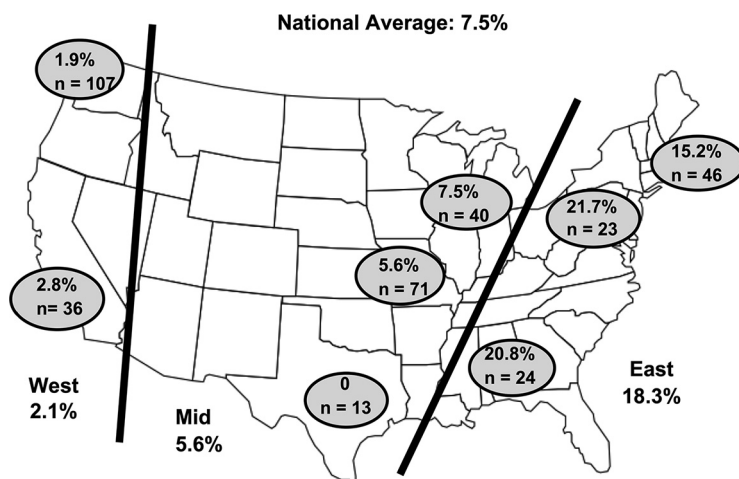 National Average: 7.5%
1.9%
n = 107
15.2%
n = 46
7.5%
n = 40
21.7%
n = 23
5.6%
n = 71
2.8%
n= 36
20.8%
n = 24
0
n = 13
West
2.1%
Mid
5.6%
East
18.3%